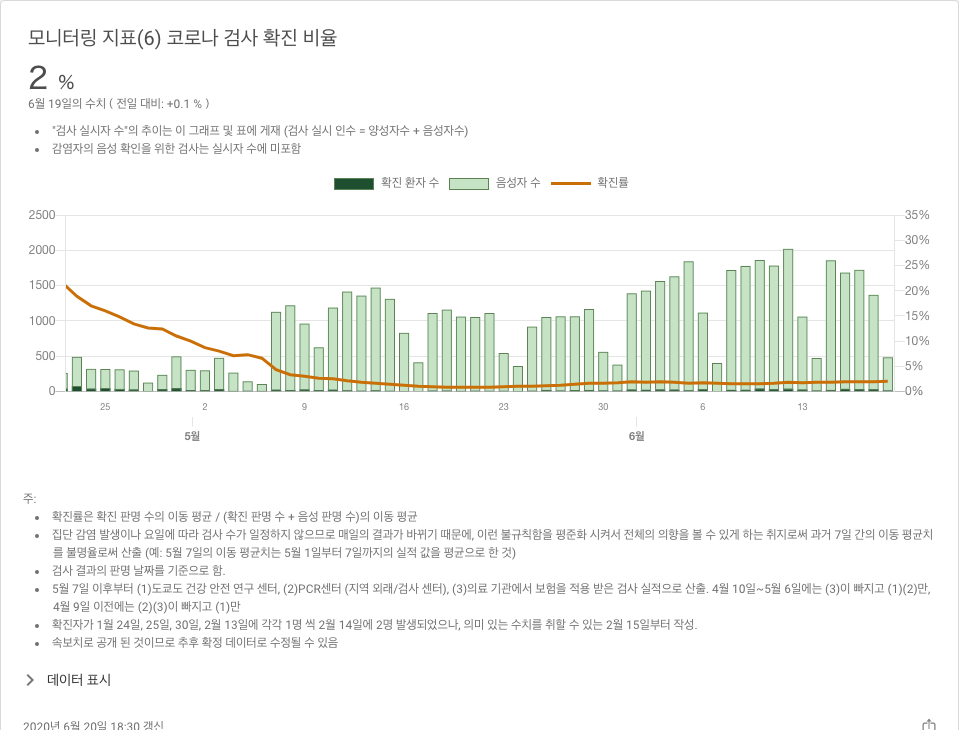 모니터링 지표(6) 코로나 검사 확진 비율
2 %
6월 19일의 수치 ( 전일 대비: +0.1 % )
"검사 실시자 수"의 추이는 이 그래프 및 표에 게재 (검사 실시 인수 = 양성자수 + 음성자수)
감염자의 음성 확인을 위한 검사는 실시자 수에 미포함
확진 환자 수 음성자 수 확진률
2500 35%
30%
2000
25%
1500 20%
1000 15%
10%
500
5%
0 0%
25 2 9 16 23 30 6 13
5월 6월
주:
확진률은 확진 판명 수의 이동 평균 / (확진 판명 수 + 음성 판명 수)의 이동 평균
집단 감염 발생이나 요일에 따라 검사 수가 일정하지 않으므로 매일의 결과가 바뀌기 때문에, 이런 불규칙함을 평준화 시켜서 전체의 의향을 볼 수 있게 하는 취지로써 과거 7일 간의 이동 평균치
를 불명율로써 산출 (예: 5월 7일의 이동 평균치는 5월 1일부터 7일까지의 실적 값을 평균으로 한 것)
검사 결과의 판명 날짜를 기준으로 함.
5월 7일 이후부터 (1)도쿄도 건강 안전 연구 센터, (2)PCR센터 (지역 외래/검사 센터), (3)의료 기관에서 보험을 적용 받은 검사 실적으로 산출. 4월 10일~5월 6일에는 (3)이 빠지고 (1)(2)만,
4월 9일 이전에는 (2)(3)이 빠지고 (1)만
확진자가 1월 24일, 25일, 30일, 2월 13일에 각각 1명 씩 2월 14일에 2명 발생되었으나, 의미 있는 수치를 취할 수 있는 2월 15일부터 작성.
속보치로 공개 된 것이므로 추후 확정 데이터로 수정될 수 있음
데이터 표시
2020년 6월 20일 18:30 갱신